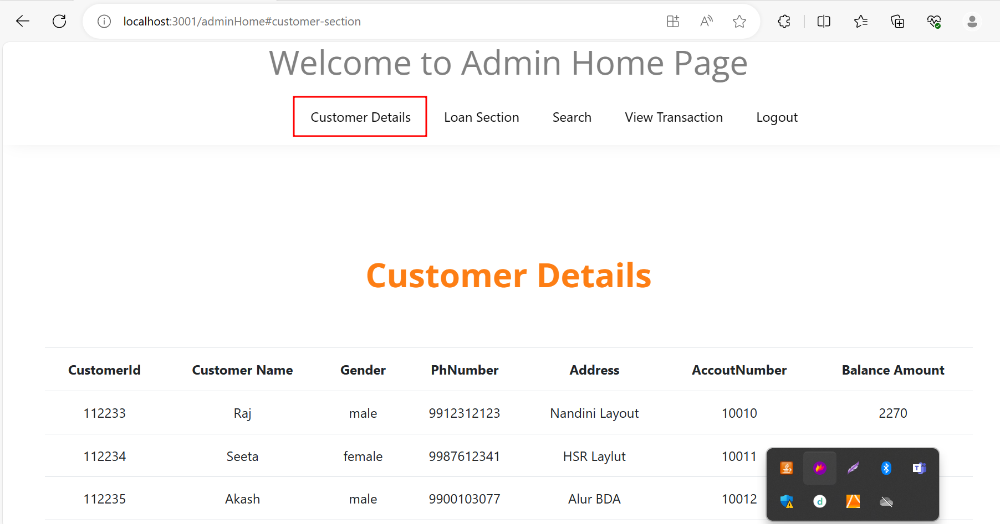 localhost:3001/adminHome#customer-section
Welcome to Admin Home Page
Customer Details Loan Section Search View Transaction Logout
Customer Details
CustomerId Customer Name Gender PhNumber Address AccoutNumber Balance Amount
112233 Raj male 9912312123 Nandini Layout 10010 2270
112234 Seeta female 9987612341 HSR Laylut 10011
112235 Akash male 9900103077 Alur BDA 10012